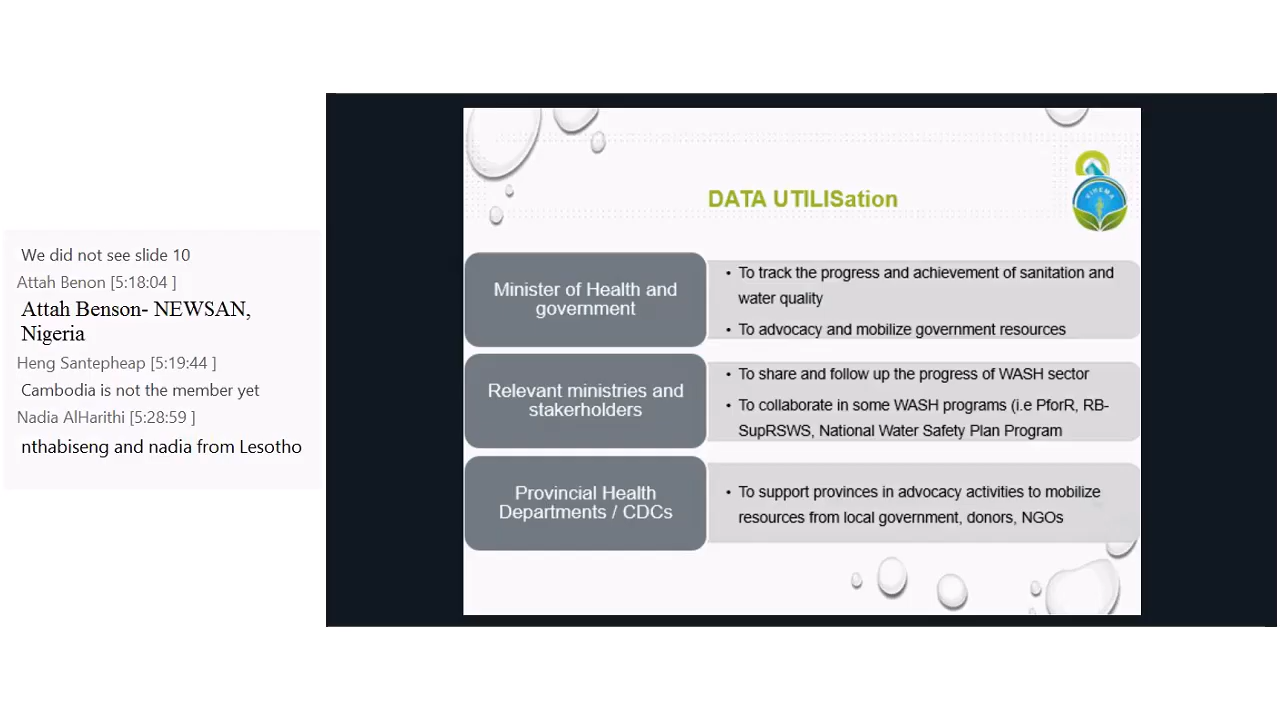 We did not see slide 10
Attah Benon [5:18:04 ]
Attah Benson- NEWSAN,
Nigeria
Heng Santepheap [5:19:44 ]
Cambodia is not the member yet
Nadia AlHarithi [5:28:59 ]
nthabiseng and nadia from Lesotho
DATA UTILISation
VIHEMA
Minister of Health and
government
• To track the progress and achievement of sanitation and
water quality
• To advocacy and mobilize government resources
Relevant ministries and
stakerholders
• To share and follow up the progress of WASH sector
• To collaborate in some WASH programs (i.e PforR, RB-
SupRSWS, National Water Safety Plan Program
Provincial Health
Departments / CDCs
• To support provinces in advocacy activities to mobilize
resources from local government, donors, NGOs